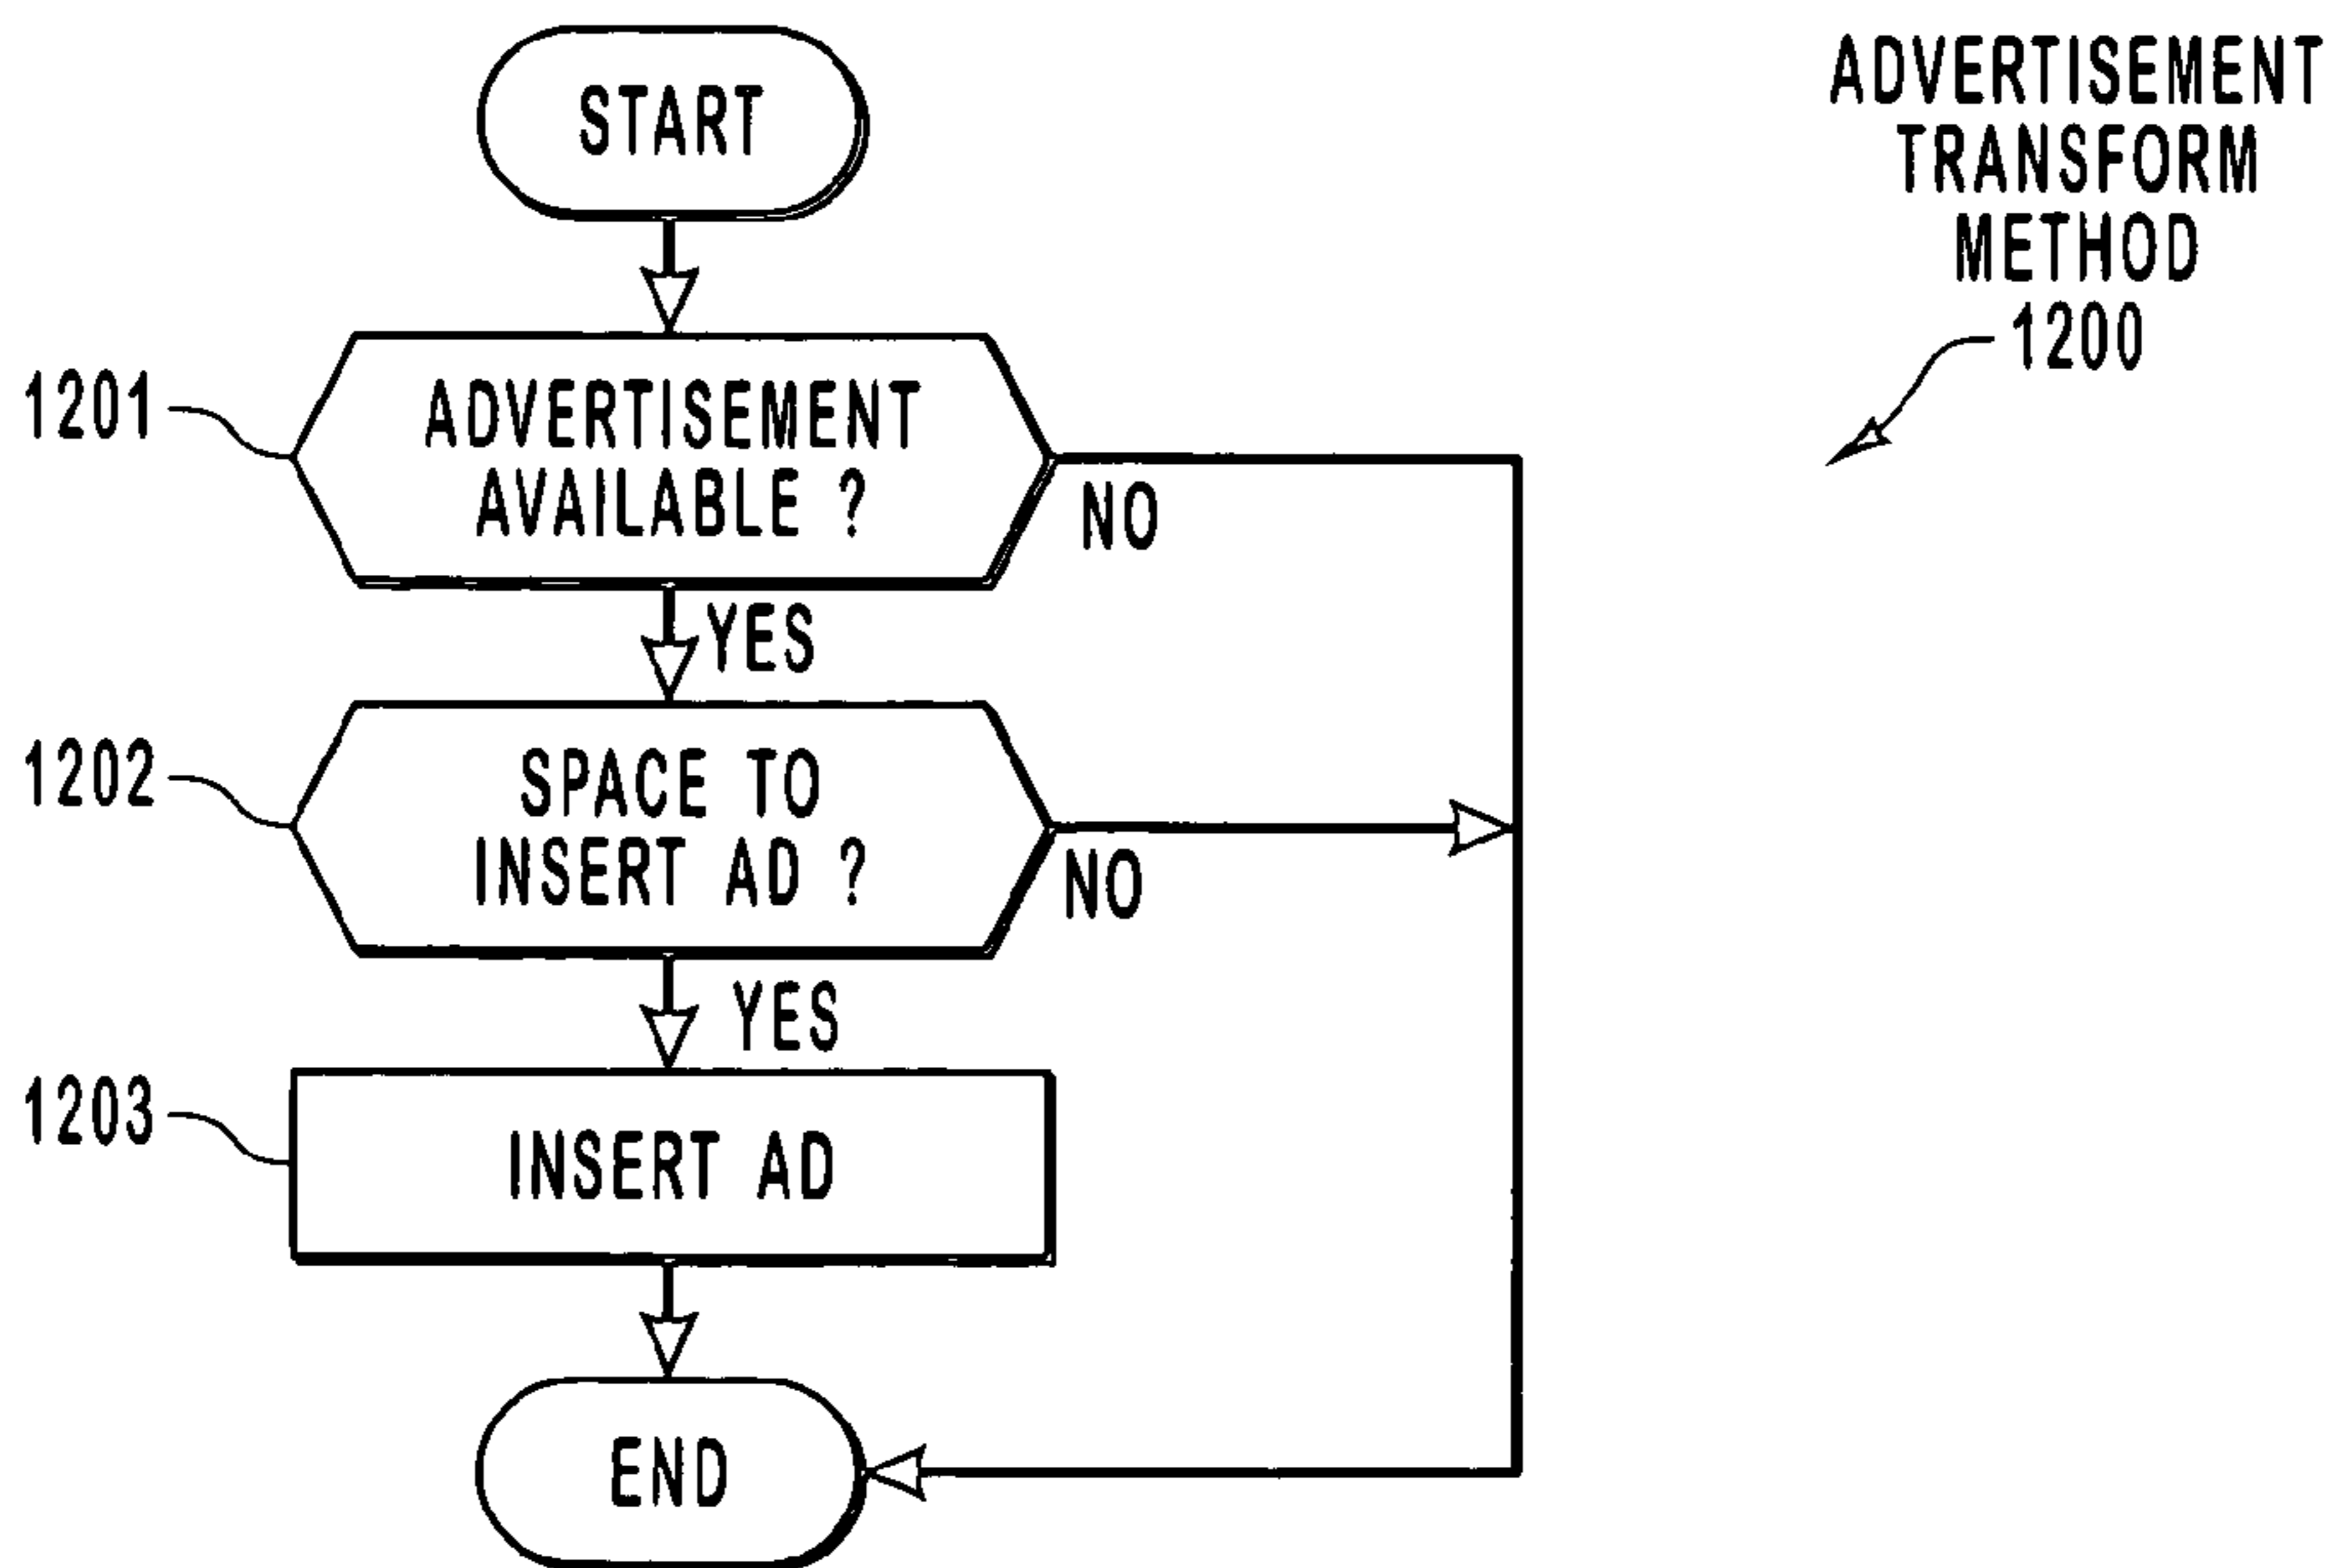 START
ADVERTISEMENT
TRANSFORM
METHOD
1200
1201
ADVERTISEMENT
AVAILABLE ?
NO
YES
1202
SPACE TO
INSERT AD ?
NO
YES
1203
INSERT AD
END